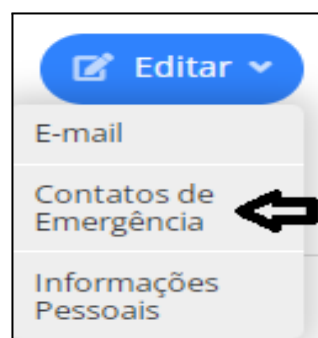 Editar
E-mail
Contatos de
Emergência
Informações
Pessoais